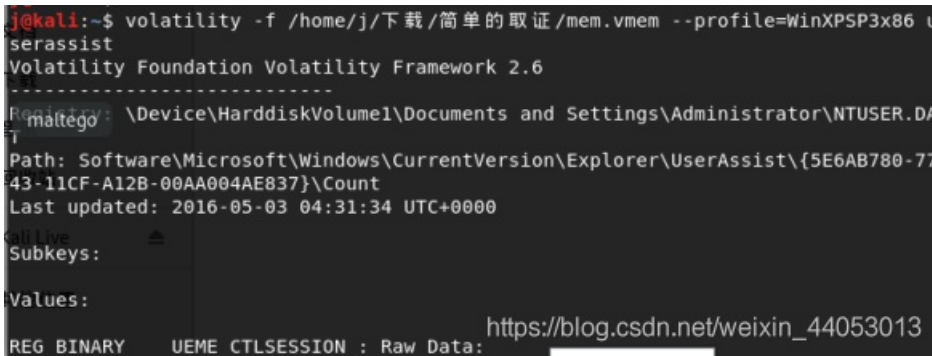 j@kali:~$ volatility -f /home/j/下载/简单的取证/mem.vmem --profile=WinXPSP3x86 u
serassist
Volatility Foundation Volatility Framework 2.6
----------------------------
Registry: \Device\HarddiskVolume1\Documents and Settings\Administrator\NTUSER.DA
T
maltego
Path: Software\Microsoft\Windows\CurrentVersion\Explorer\UserAssist\{5E6AB780-77
43-11CF-A12B-00AA004AE837}\Count
Last updated: 2016-05-03 04:31:34 UTC+0000
Kali Live
Subkeys:
Values:
https://blog.csdn.net/weixin_44053013
REG_BINARY    UEME_CTLSESSION : Raw Data: